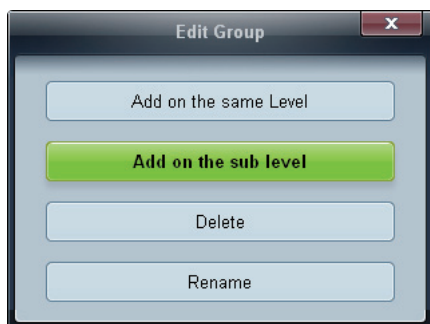 Edit Group
x
Add on the same Level
Add on the sub level
Delete
Rename